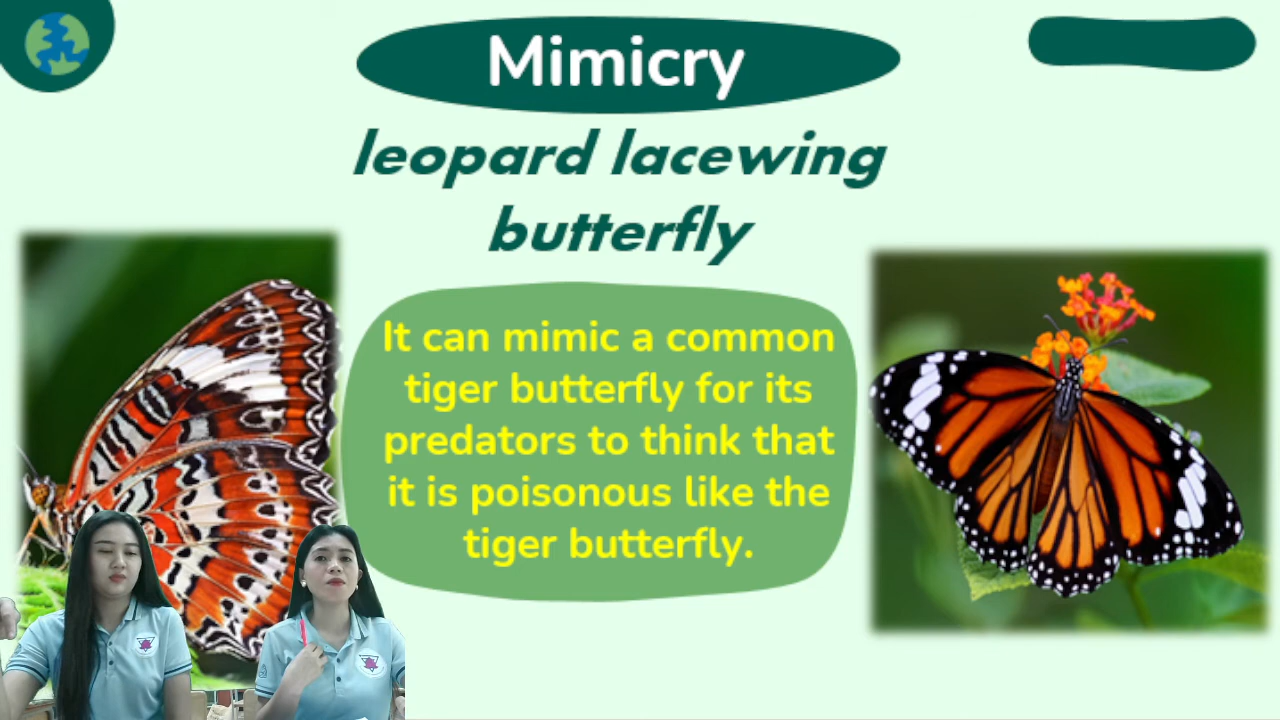 Mimicry
leopard lacewing
butterfly
It can mimic a common
tiger butterfly for its
predators to think that
it is poisonous like the
tiger butterfly.